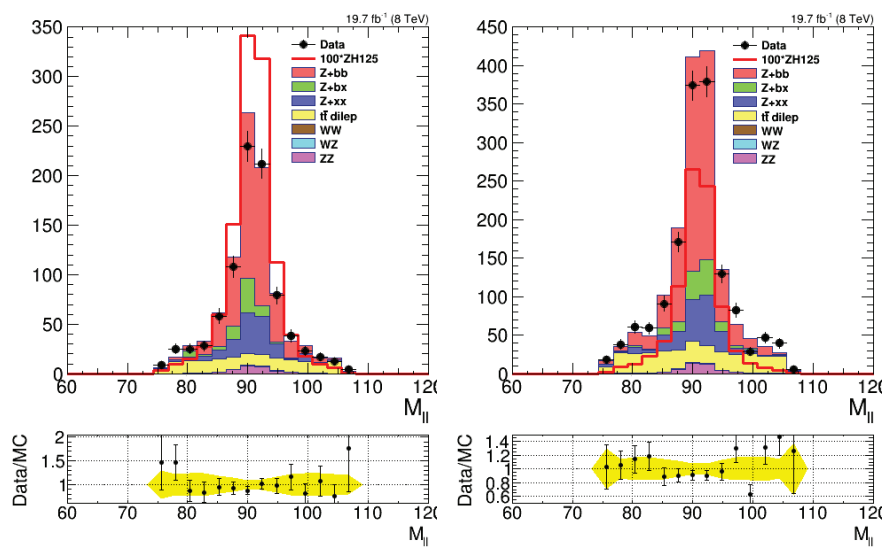 19.7 fb⁻¹ (8 TeV)
350
300
250
200
150
100
50
0
Data
100*ZH125
Z+bb
Z+bx
Z+xx
tt̄ dilep
WW
WZ
ZZ
60 70 80 90 100 110 120
M_ll
Data/MC
2
1.5
1
60 70 80 90 100 110 120
M_ll
19.7 fb⁻¹ (8 TeV)
450
400
350
300
250
200
150
100
50
0
Data
100*ZH125
Z+bb
Z+bx
Z+xx
tt̄ dilep
WW
WZ
ZZ
60 70 80 90 100 110 120
M_ll
Data/MC
1.4
1.2
1
0.8
0.6
60 70 80 90 100 110 120
M_ll